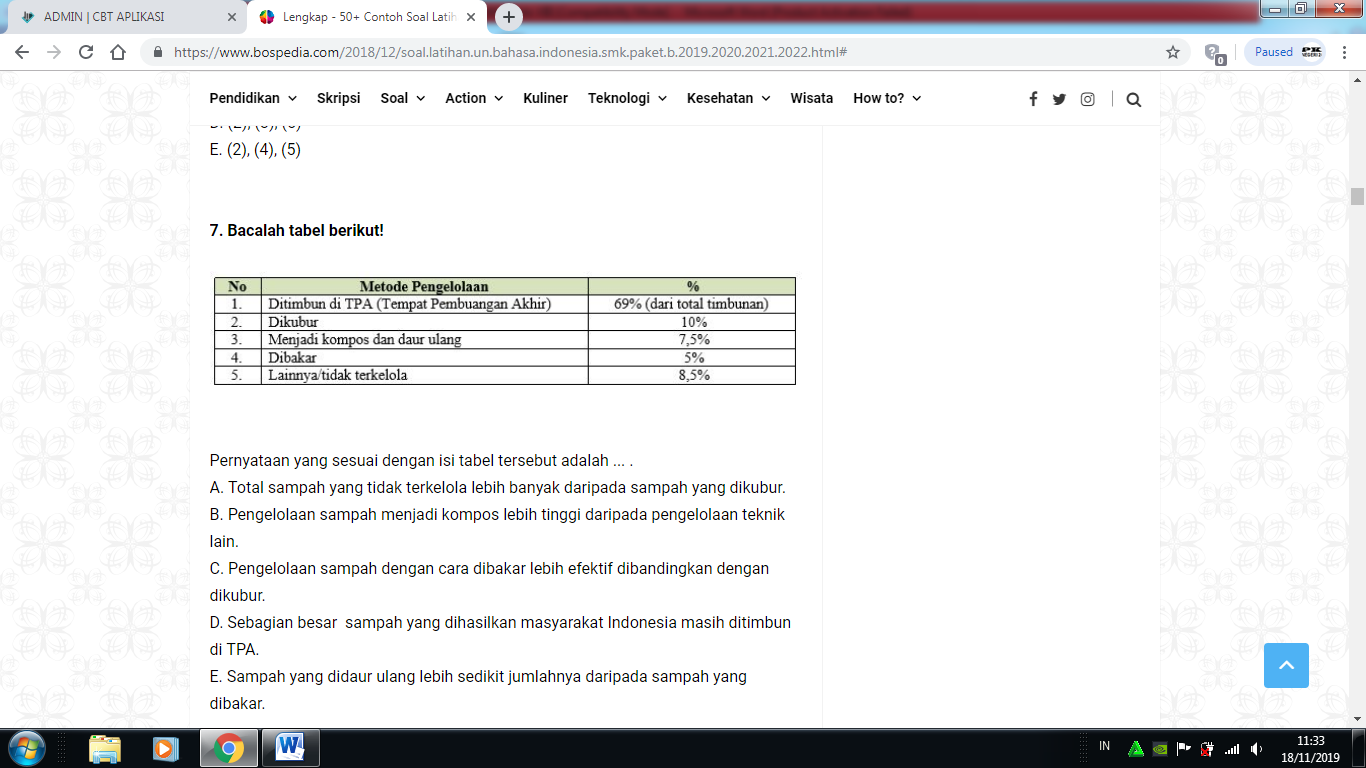 ADMIN | CBT APLIKASI
Lengkap - 50+ Contoh Soal Latih
https://www.bospedia.com/2018/12/soal.latihan.un.bahasa.indonesia.smk.paket.b.2019.2020.2021.2022.html#
0
Paused
Pendidikan Skripsi Soal Action Kuliner Teknologi Kesehatan Wisata How to?
E. (2), (4), (5)
7. Bacalah tabel berikut!
No Metode Pengelolaan %
1. Ditimbun di TPA (Tempat Pembuangan Akhir) 69% (dari total timbunan)
2. Dikubur 10%
3. Menjadi kompos dan daur ulang 7,5%
4. Dibakar 5%
5. Lainnya/tidak terkelola 8,5%
Pernyataan yang sesuai dengan isi tabel tersebut adalah ... .
A. Total sampah yang tidak terkelola lebih banyak daripada sampah yang dikubur.
B. Pengelolaan sampah menjadi kompos lebih tinggi daripada pengelolaan teknik
lain.
C. Pengelolaan sampah dengan cara dibakar lebih efektif dibandingkan dengan
dikubur.
D. Sebagian besar  sampah yang dihasilkan masyarakat Indonesia masih ditimbun
di TPA.
E. Sampah yang didaur ulang lebih sedikit jumlahnya daripada sampah yang
dibakar.
IN
11:33
18/11/2019